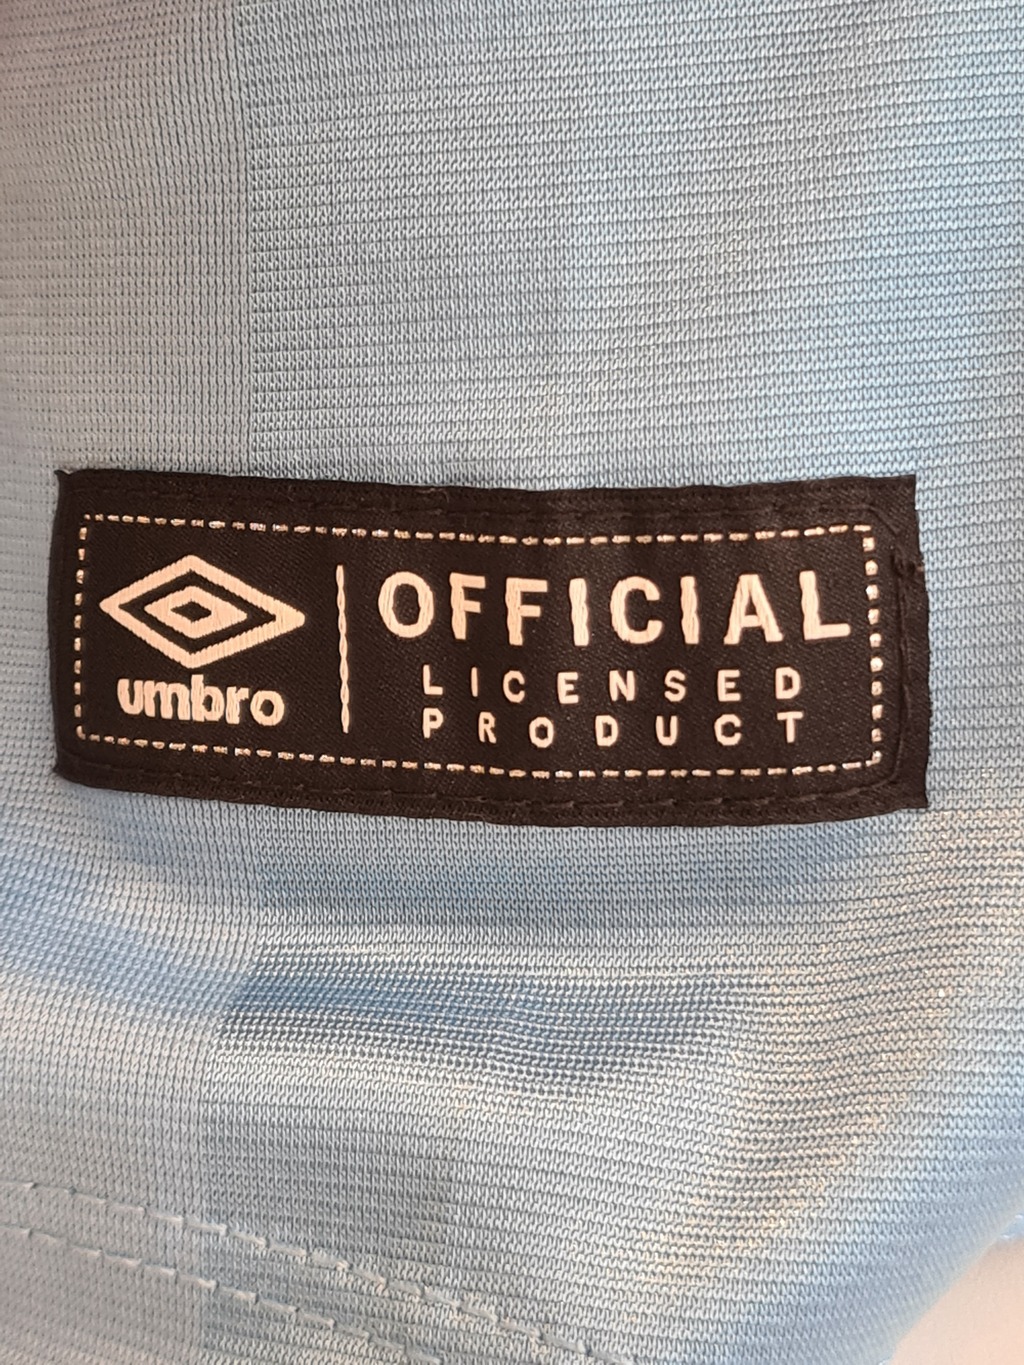 umbro
OFFICIAL
LICENSED
PRODUCT